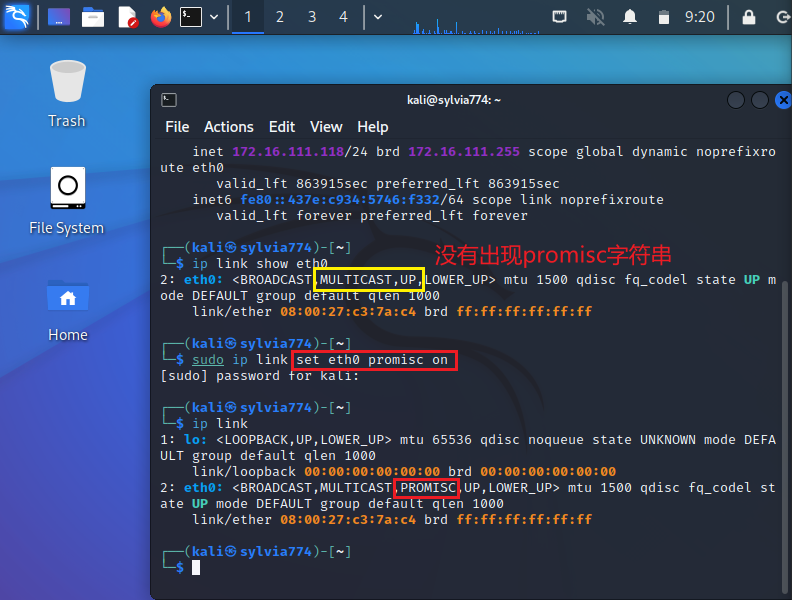 1 2 3 4 9:20
Trash
File System
Home
kali@sylvia774: ~
File Actions Edit View Help
inet 172.16.111.118/24 brd 172.16.111.255 scope global dynamic noprefixro
ute eth0
valid_lft 863915sec preferred_lft 863915sec
inet6 fe80::437e:c934:5746:f332/64 scope link noprefixroute
valid_lft forever preferred_lft forever
没有出现promisc字符串
┌──(kali㉿sylvia774)-[~]
└─$ ip link show eth0
2: eth0: <BROADCAST,MULTICAST,UP,LOWER_UP> mtu 1500 qdisc fq_codel state UP m
ode DEFAULT group default qlen 1000
link/ether 08:00:27:c3:7a:c4 brd ff:ff:ff:ff:ff:ff
┌──(kali㉿sylvia774)-[~]
└─$ sudo ip link set eth0 promisc on
[sudo] password for kali:
┌──(kali㉿sylvia774)-[~]
└─$ ip link
1: lo: <LOOPBACK,UP,LOWER_UP> mtu 65536 qdisc noqueue state UNKNOWN mode DEFA
ULT group default qlen 1000
link/loopback 00:00:00:00:00:00 brd 00:00:00:00:00:00
2: eth0: <BROADCAST,MULTICAST,PROMISC,UP,LOWER_UP> mtu 1500 qdisc fq_codel st
ate UP mode DEFAULT group default qlen 1000
link/ether 08:00:27:c3:7a:c4 brd ff:ff:ff:ff:ff:ff
┌──(kali㉿sylvia774)-[~]
└─$